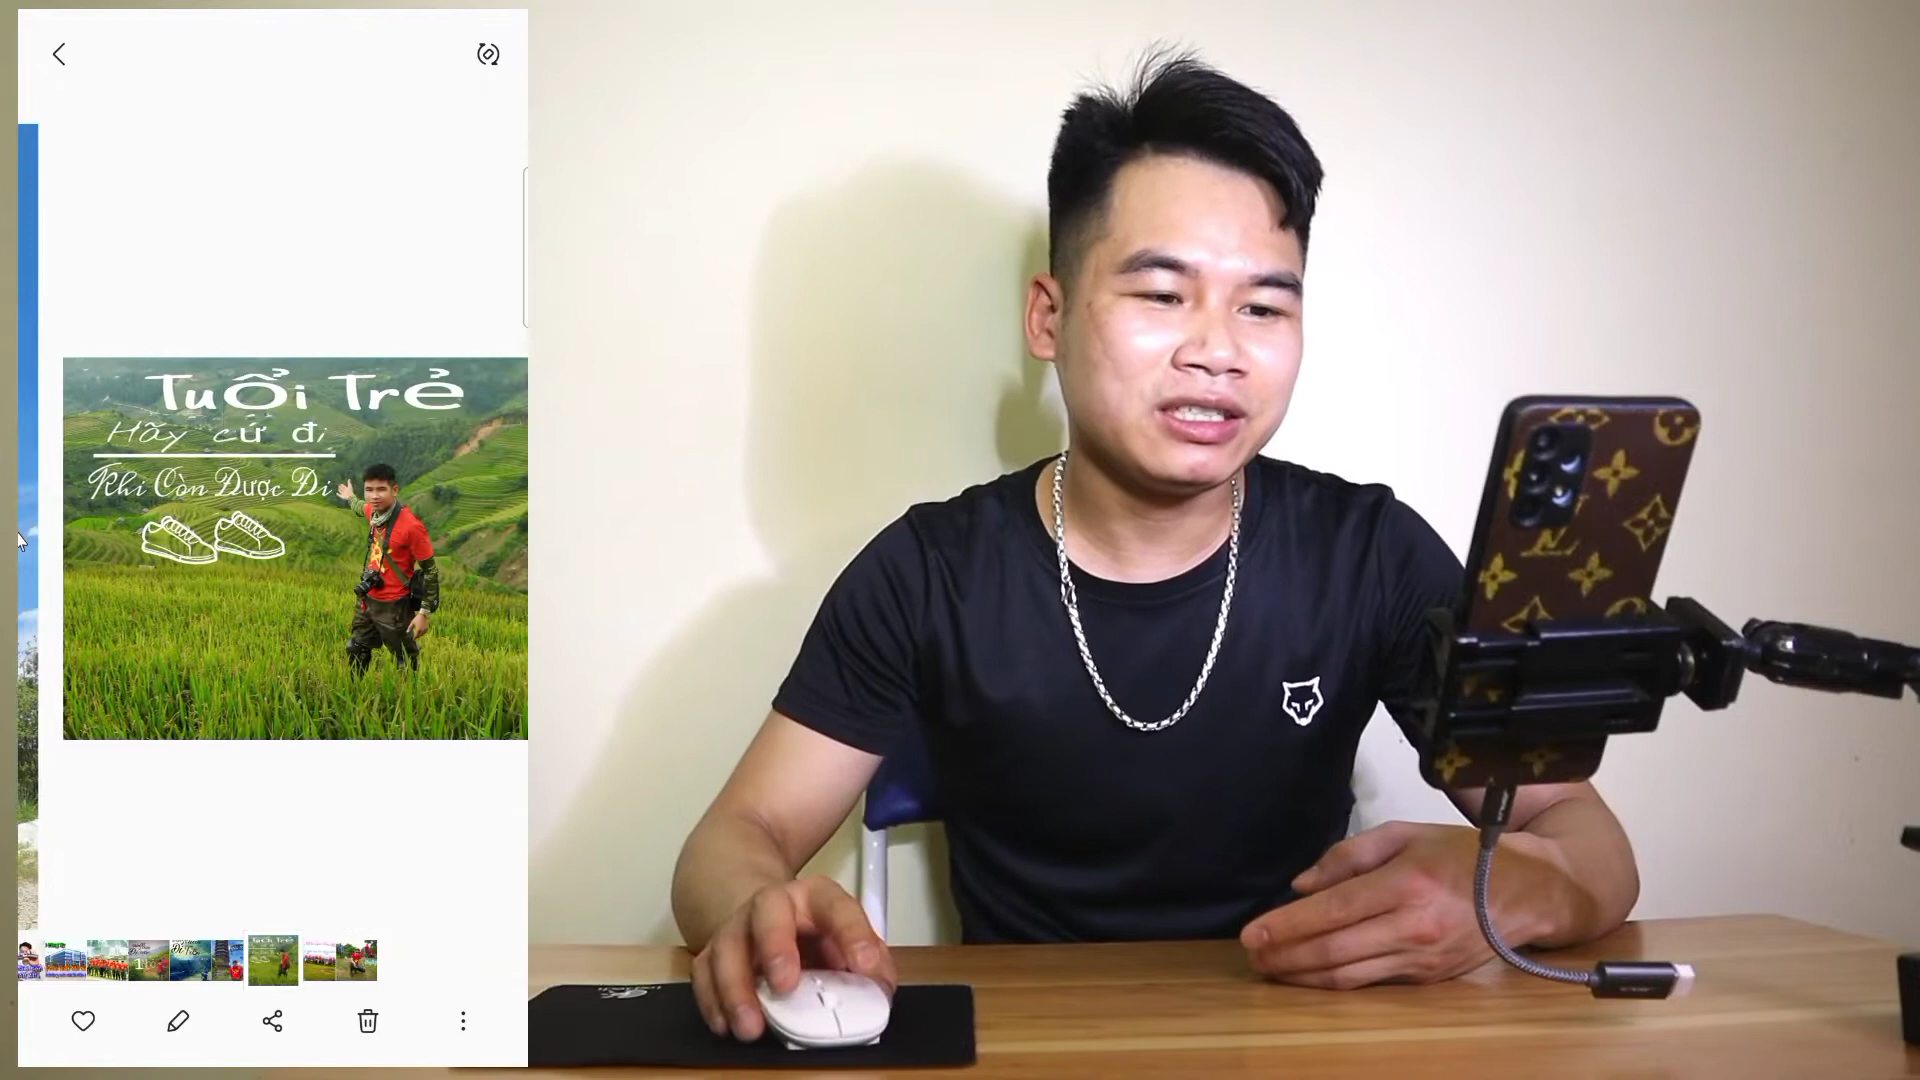 Tuổi Trẻ
Hãy cứ đi
Khi Còn Được Đi